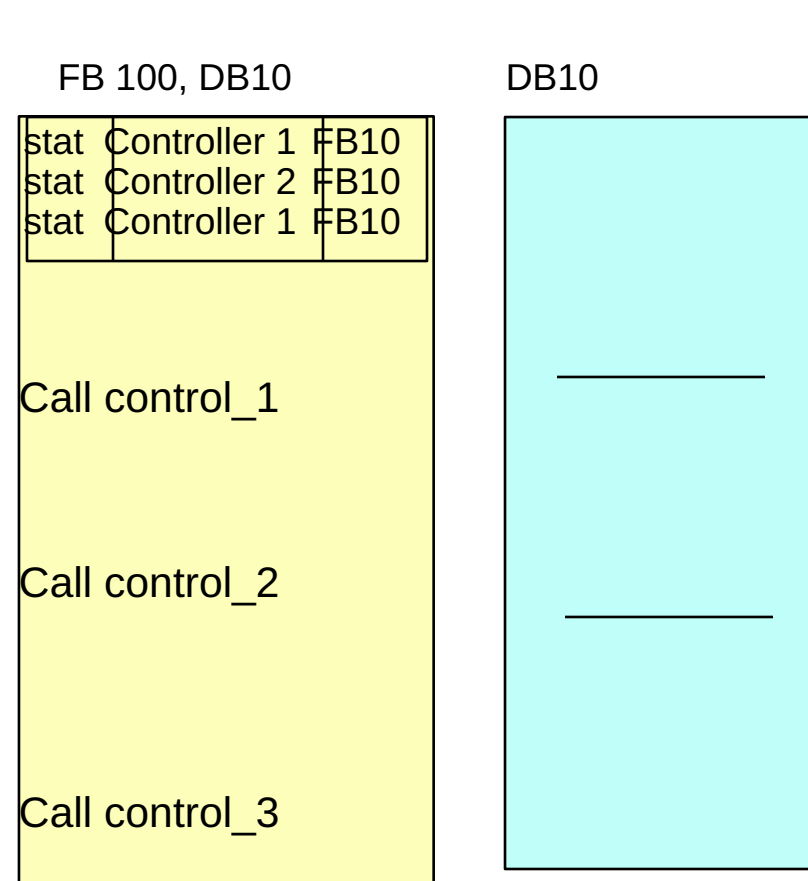 FB 100, DB10
DB10
stat Controller 1 FB10
stat Controller 2 FB10
stat Controller 1 FB10
Call control_1
Call control_2
Call control_3